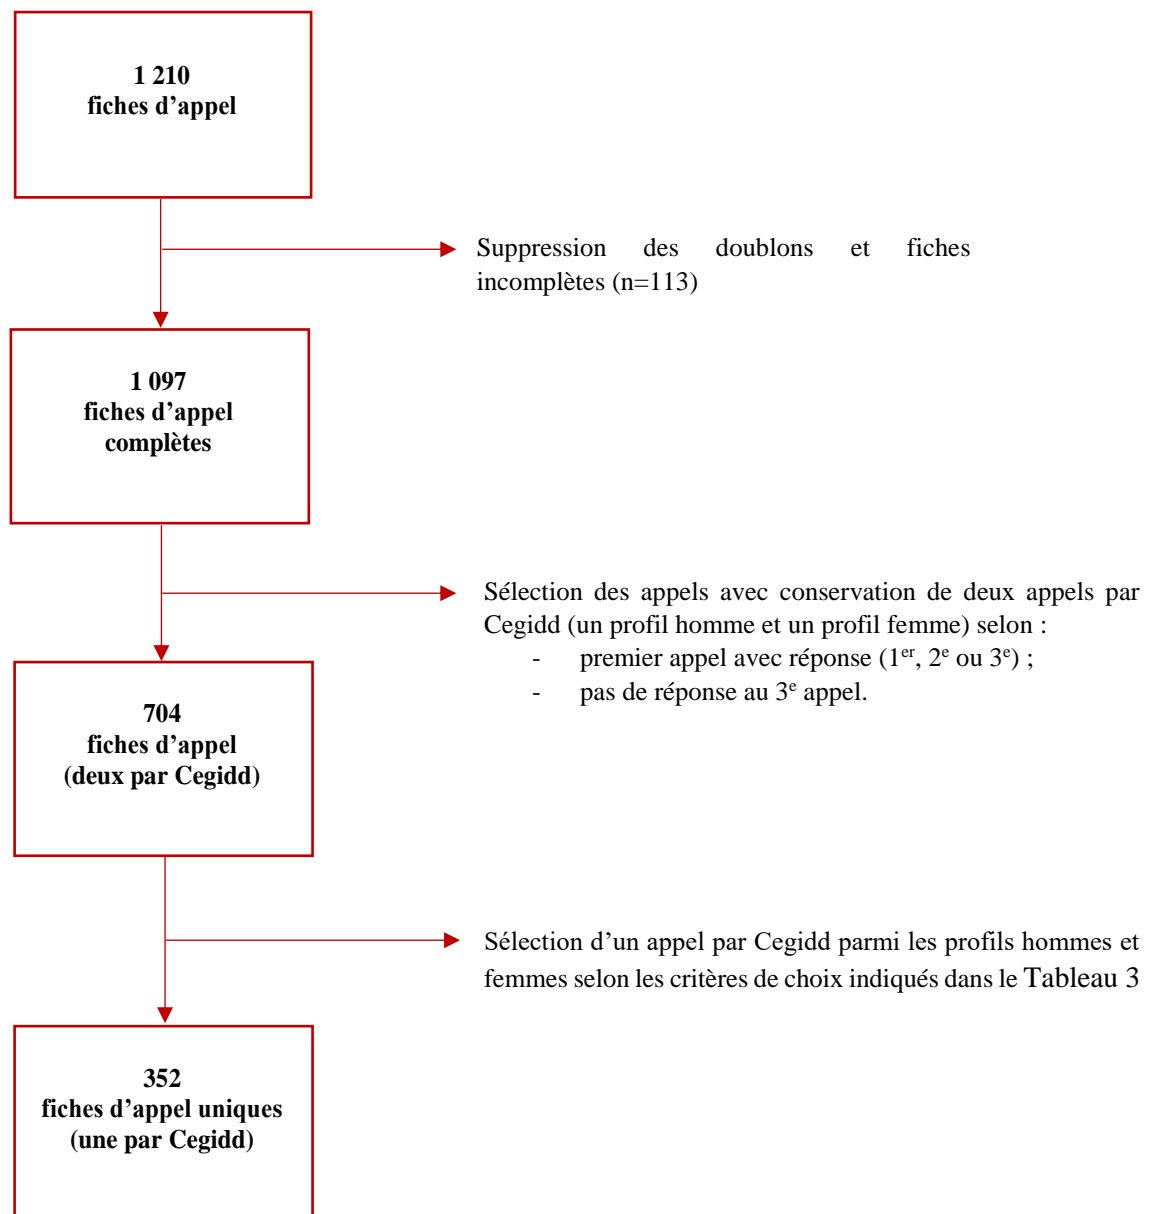 1 210
fiches d’appel
Suppression des doublons et fiches
incomplètes (n=113)
1 097
fiches d’appel
complètes
Sélection des appels avec conservation de deux appels par
Cegidd (un profil homme et un profil femme) selon :
- premier appel avec réponse (1er, 2e ou 3e) ;
- pas de réponse au 3e appel.
704
fiches d’appel
(deux par Cegidd)
Sélection d’un appel par Cegidd parmi les profils hommes et
femmes selon les critères de choix indiqués dans le Tableau 3
352
fiches d’appel uniques
(une par Cegidd)